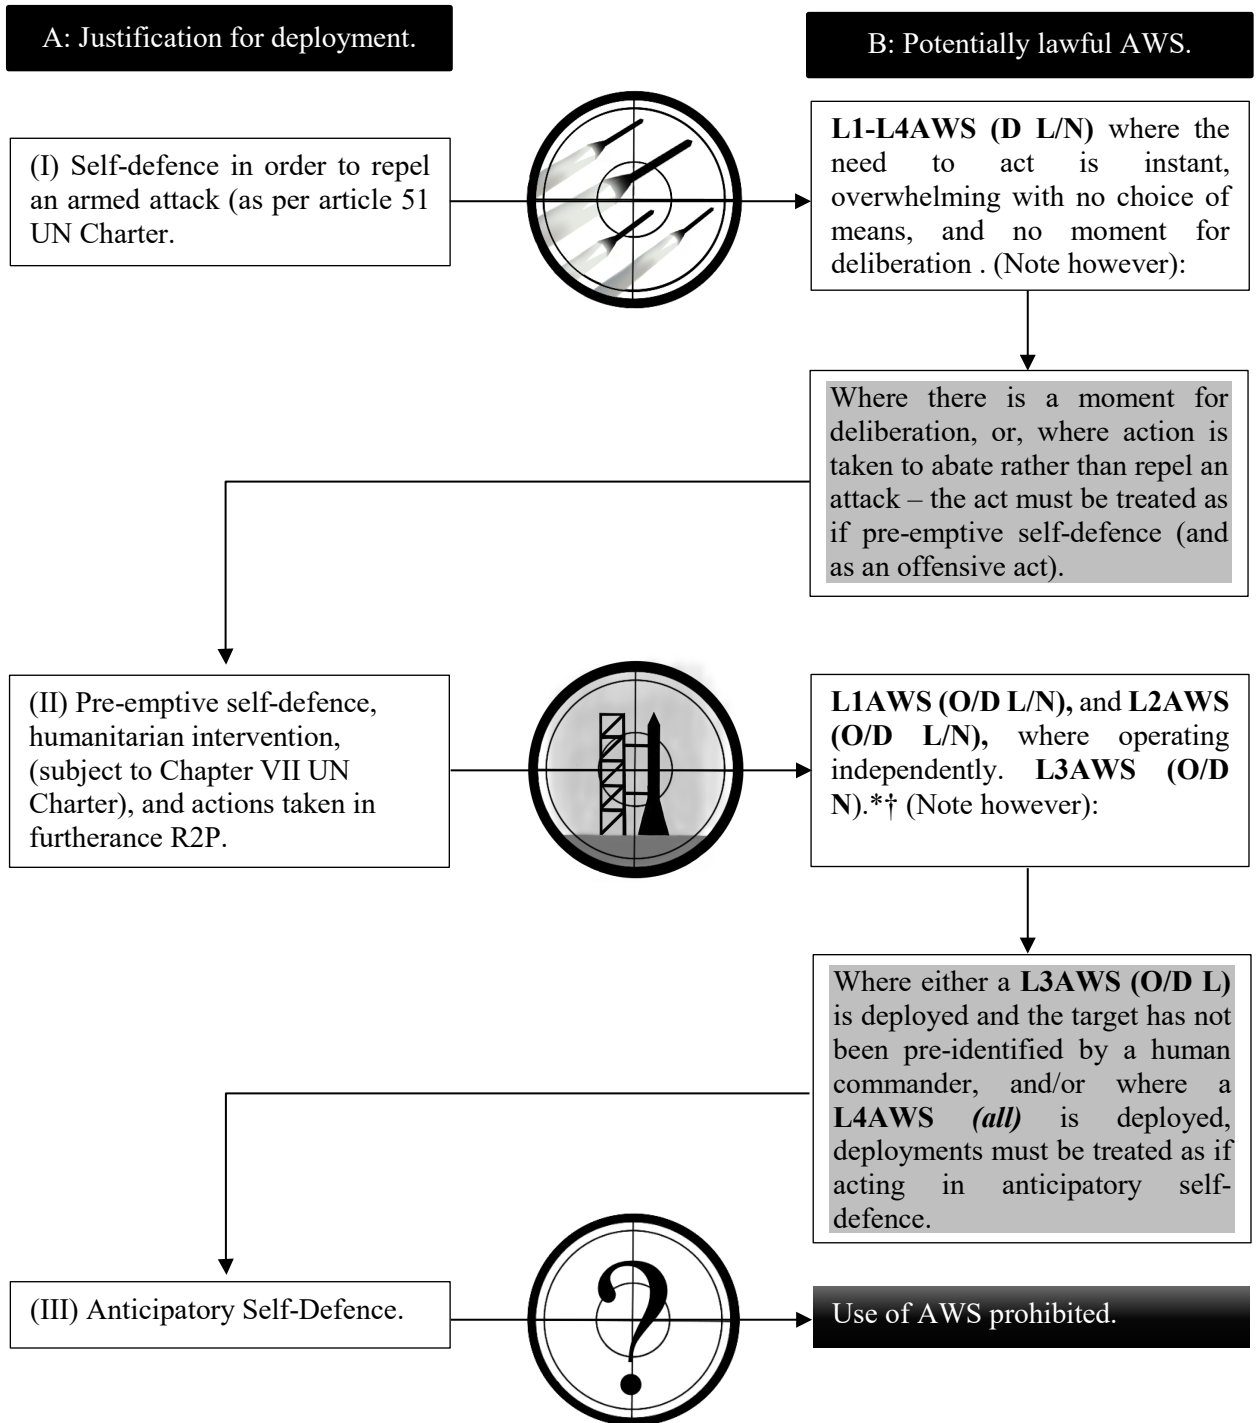 A: Justification for deployment.
B: Potentially lawful AWS.
(I) Self-defence in order to repel
an armed attack (as per article 51
UN Charter.
L1-L4AWS (D L/N) where the
need to act is instant,
overwhelming with no choice of
means, and no moment for
deliberation . (Note however):
Where there is a moment for
deliberation, or, where action is
taken to abate rather than repel an
attack – the act must be treated as
if pre-emptive self-defence (and
as an offensive act).
(II) Pre-emptive self-defence,
humanitarian intervention,
(subject to Chapter VII UN
Charter), and actions taken in
furtherance R2P.
L1AWS (O/D L/N), and L2AWS
(O/D L/N), where operating
independently. L3AWS (O/D
N).*† (Note however):
Where either a L3AWS (O/D L)
is deployed and the target has not
been pre-identified by a human
commander, and/or where a
L4AWS (all) is deployed,
deployments must be treated as if
acting in anticipatory self-
defence.
(III) Anticipatory Self-Defence.
?
Use of AWS prohibited.